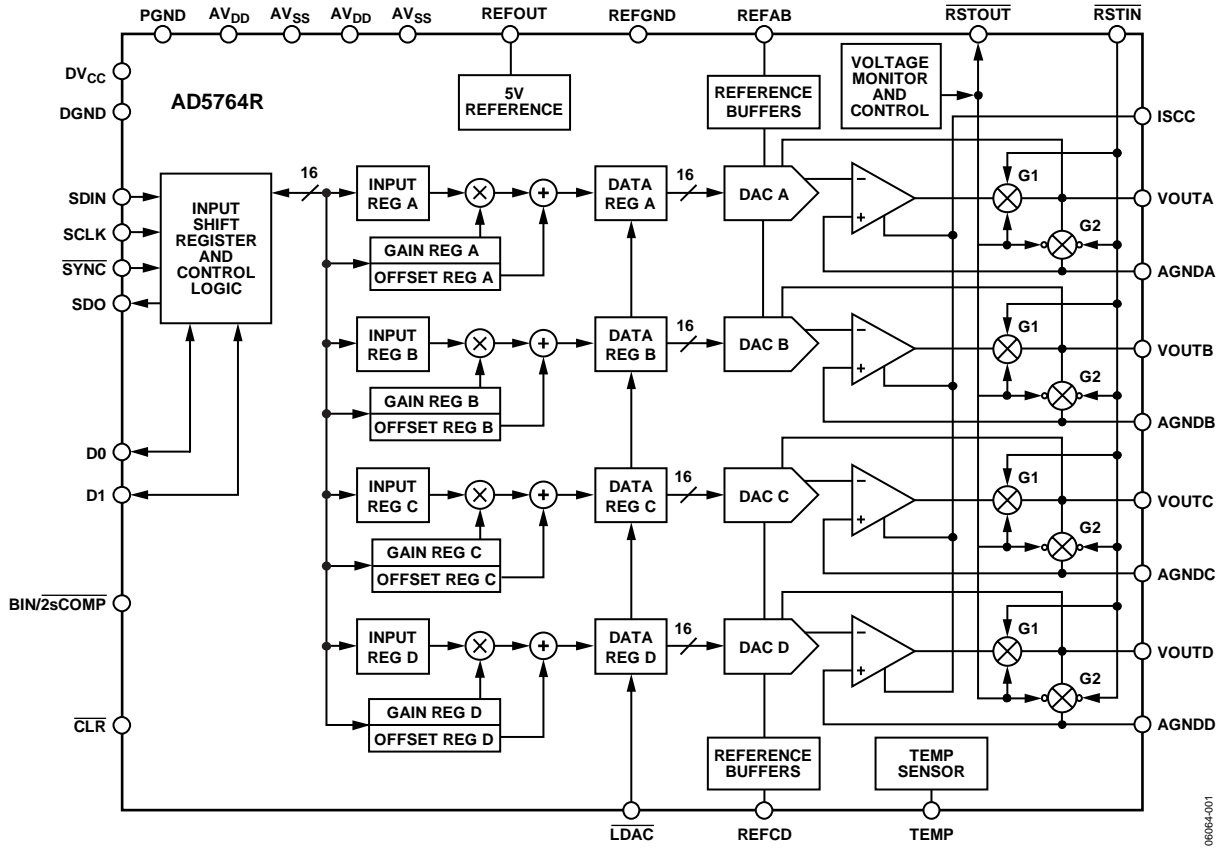 PGND AVDD AVSS AVDD AVSS REFOUT REFGND REFAB RSTOUT RSTIN
DVCC
DGND
AD5764R
5V
REFERENCE
REFERENCE
BUFFERS
VOLTAGE
MONITOR
AND
CONTROL
ISCC
SDIN
SCLK
SYNC
SDO
INPUT
SHIFT
REGISTER
AND
CONTROL
LOGIC
16
INPUT
REG A
×
+
GAIN REG A
OFFSET REG A
DATA
REG A
16
DAC A
−
+
G1
G2
VOUTA
AGNDA
INPUT
REG B
×
+
GAIN REG B
OFFSET REG B
DATA
REG B
16
DAC B
−
+
G1
G2
VOUTB
AGNDB
D0
D1
INPUT
REG C
×
+
GAIN REG C
OFFSET REG C
DATA
REG C
16
DAC C
−
+
G1
G2
VOUTC
AGNDC
BIN/2sCOMP
INPUT
REG D
×
+
GAIN REG D
OFFSET REG D
DATA
REG D
16
DAC D
−
+
G1
G2
VOUTD
AGNDD
CLR
REFERENCE
BUFFERS
TEMP
SENSOR
LDAC REFCD TEMP
06064-001